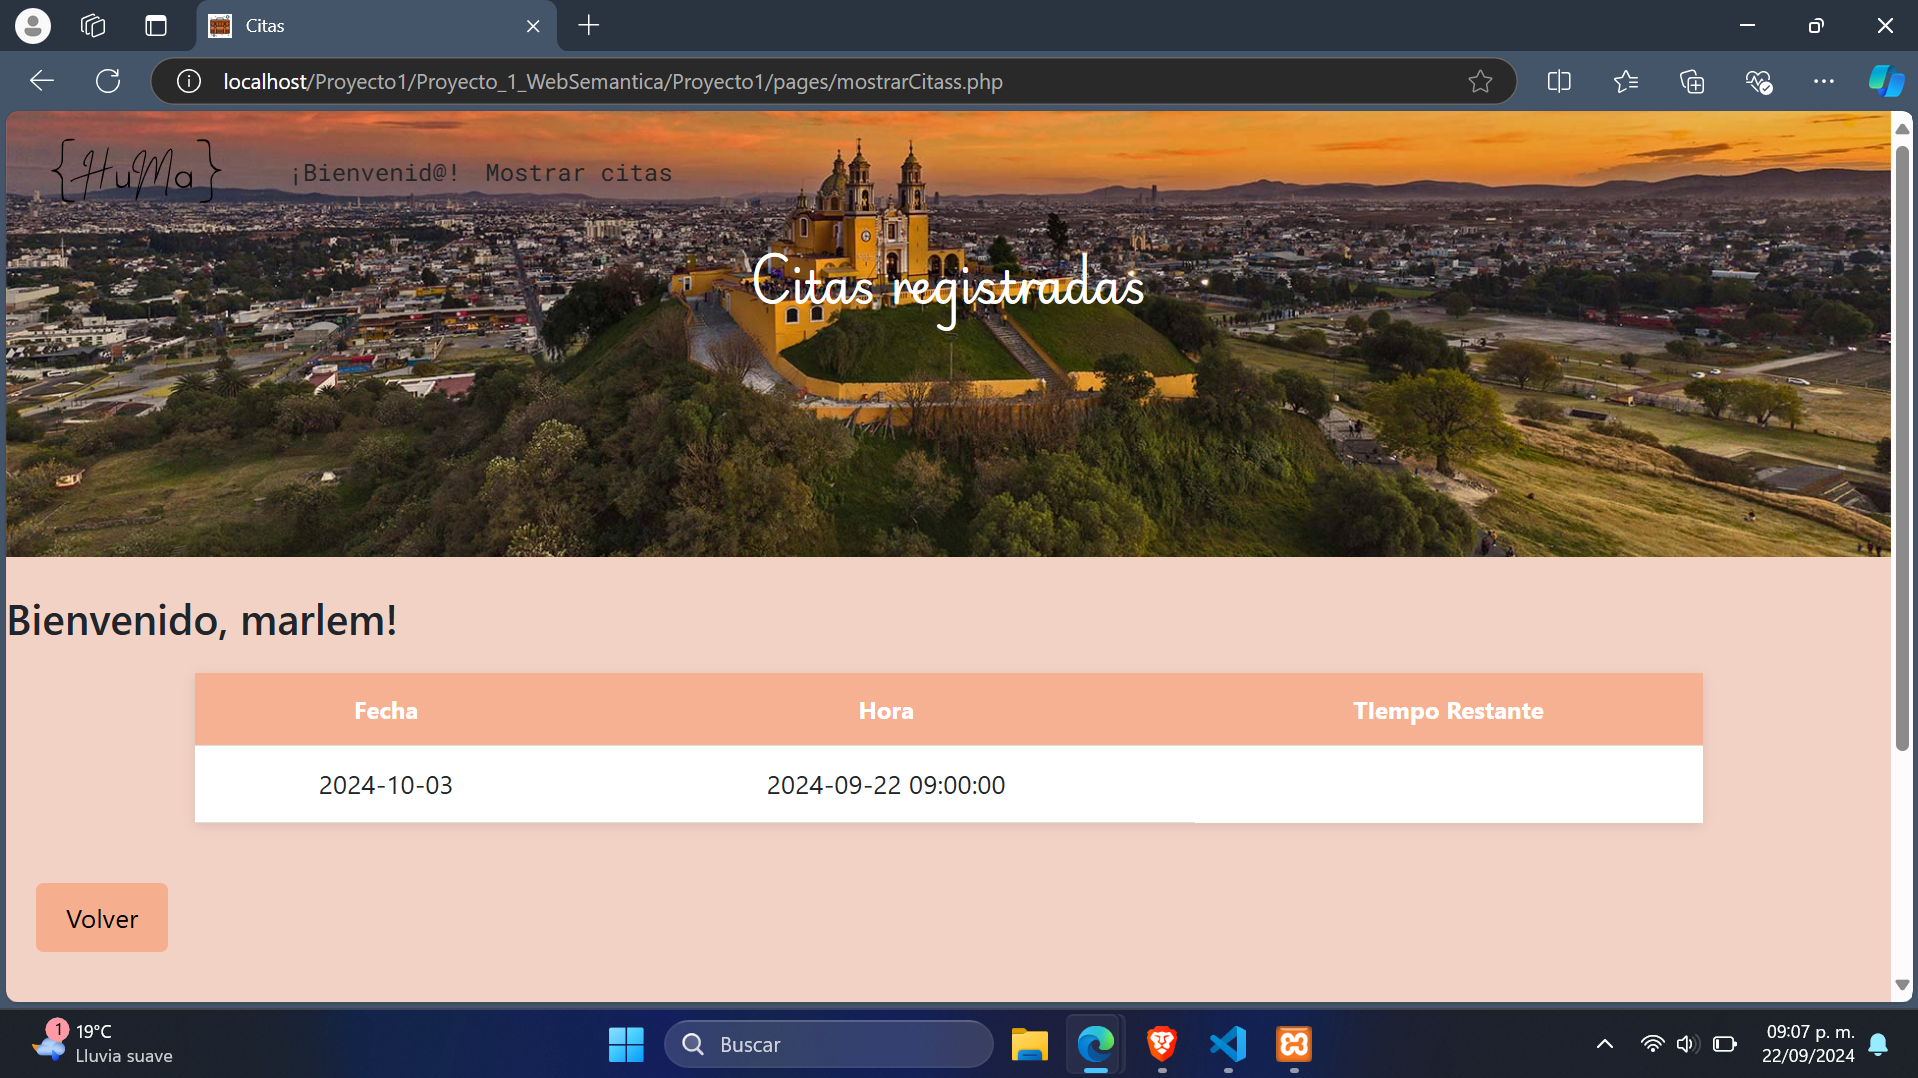 Citas
localhost/Proyecto1/Proyecto_1_WebSemantica/Proyecto1/pages/mostrarCitass.php
{HuMa}
¡Bienvenid@! Mostrar citas
Citas registradas
Bienvenido, marlem!
Fecha Hora TIempo Restante
2024-10-03 2024-09-22 09:00:00
Volver
1
19°C
Lluvia suave
Buscar
09:07 p. m.
22/09/2024